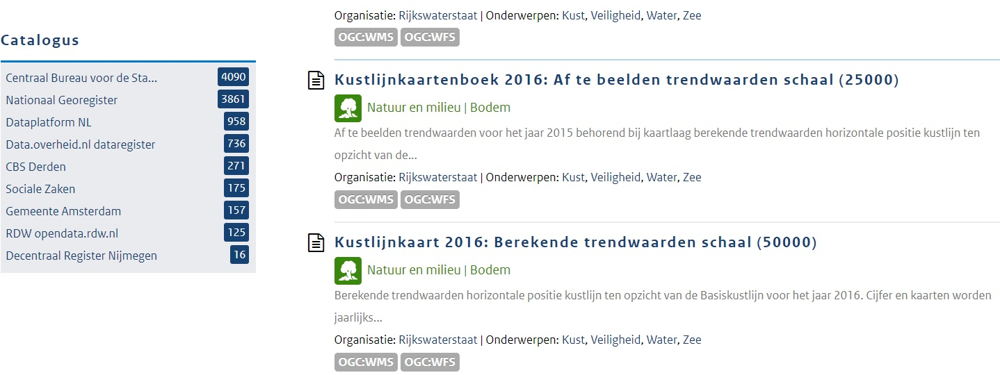 Catalogus
Centraal Bureau voor de Sta... 4090
Nationaal Georegister 3861
Dataplatform NL 958
Data.overheid.nl dataregister 736
CBS Derden 271
Sociale Zaken 175
Gemeente Amsterdam 157
RDW opendata.rdw.nl 125
Decentraal Register Nijmegen 16
Organisatie: Rijkswaterstaat | Onderwerpen: Kust, Veiligheid, Water, Zee
OGC:WMS OGC:WFS
Kustlijnkaartenboek 2016: Af te beelden trendwaarden schaal (25000)
Natuur en milieu | Bodem
Af te beelden trendwaarden voor het jaar 2015 behorend bij kaartlaag berekende trendwaarden horizontale positie kustlijn ten
opzicht van de...
Organisatie: Rijkswaterstaat | Onderwerpen: Kust, Veiligheid, Water, Zee
OGC:WMS OGC:WFS
Kustlijnkaart 2016: Berekende trendwaarden schaal (50000)
Natuur en milieu | Bodem
Berekende trendwaarden horizontale positie kustlijn ten opzicht van de Basiskustlijn voor het jaar 2016. Cijfer en kaarten worden
jaarlijks...
Organisatie: Rijkswaterstaat | Onderwerpen: Kust, Veiligheid, Water, Zee
OGC:WMS OGC:WFS